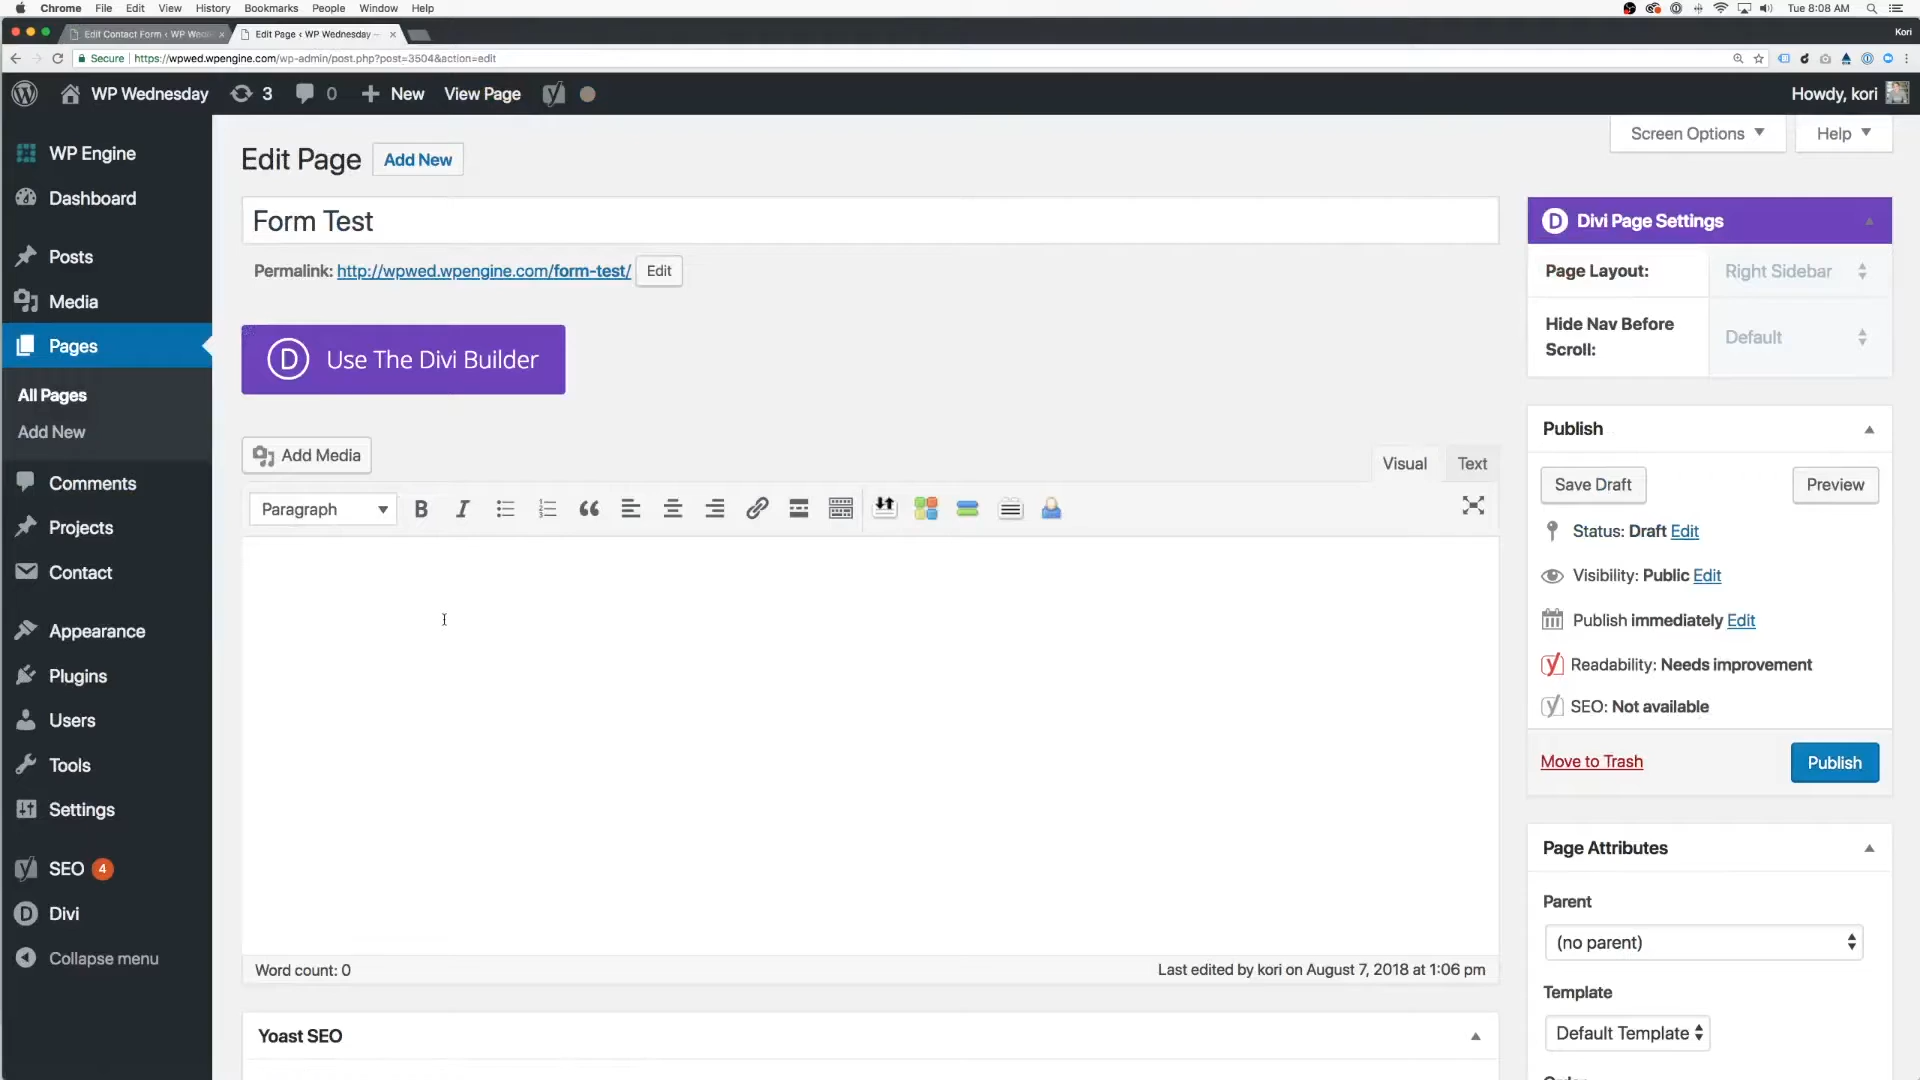 Chrome File Edit View History Bookmarks People Window Help Tue 8:08 AM
Edit Contact Form ‹ WP Wedn Edit Page ‹ WP Wednesday — Kori
Secure https://wpwed.wpengine.com/wp-admin/post.php?post=3504&action=edit
WP Wednesday 3 0 New View Page Howdy, kori
Screen Options Help
WP Engine
Dashboard
Posts
Media
Pages
All Pages
Add New
Comments
Projects
Contact
Appearance
Plugins
Users
Tools
Settings
SEO 4
D Divi
Collapse menu
Edit Page Add New
Form Test
Permalink: http://wpwed.wpengine.com/form-test/ Edit
D Use The Divi Builder
Add Media
Visual Text
Paragraph B I
Word count: 0 Last edited by kori on August 7, 2018 at 1:06 pm
Yoast SEO
D Divi Page Settings
Page Layout: Right Sidebar
Hide Nav Before
Scroll: Default
Publish
Save Draft Preview
Status: Draft Edit
Visibility: Public Edit
Publish immediately Edit
Readability: Needs improvement
SEO: Not available
Move to Trash Publish
Page Attributes
Parent
(no parent)
Template
Default Template